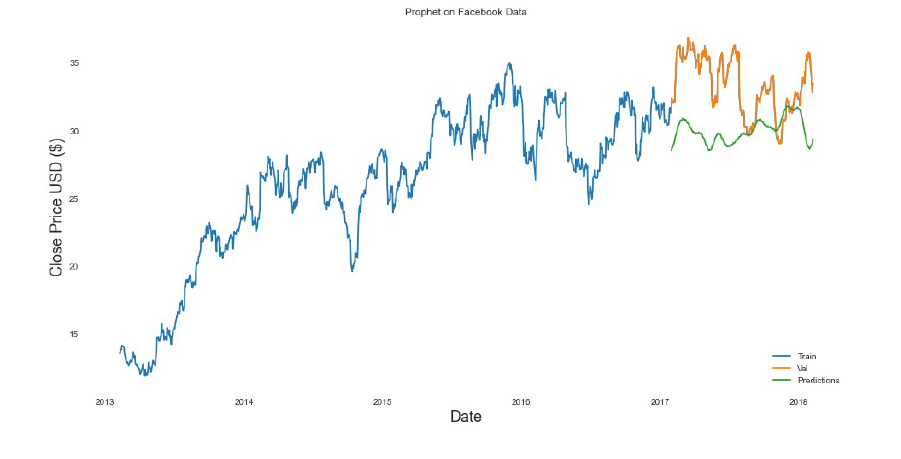 Prophet on Facebook Data
35
30
25
20
15
Close Price USD ($)
Train
Val
Predictions
2013 2014 2015 2016 2017 2018
Date